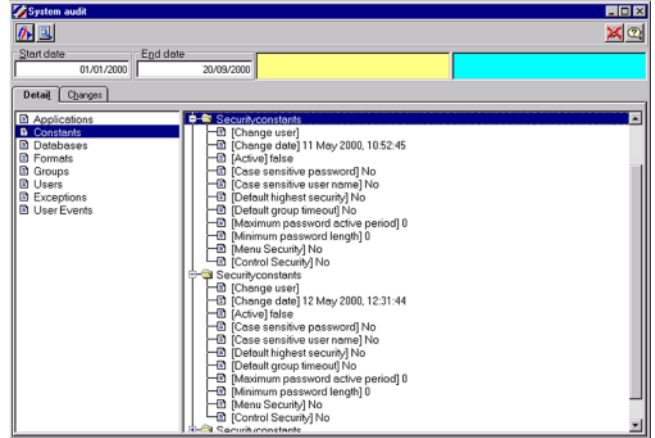 System audit
Start date
End date
01/01/2000
20/09/2000
Detail
Changes
Applications
Constants
Databases
Formats
Groups
Users
Exceptions
User Events
Securityconstants
[Change user]
[Change date] 11 May 2000, 10:52:45
[Active] false
[Case sensitive password] No
[Case sensitive user name] No
[Default highest security] No
[Default group timeout] No
[Maximum password active period] 0
[Minimum password length] 0
[Menu Security] No
[Control Security] No
Securityconstants
[Change user]
[Change date] 12 May 2000, 12:31:44
[Active] false
[Case sensitive password] No
[Case sensitive user name] No
[Default highest security] No
[Default group timeout] No
[Maximum password active period] 0
[Minimum password length] 0
[Menu Security] No
[Control Security] No
Securityconstants